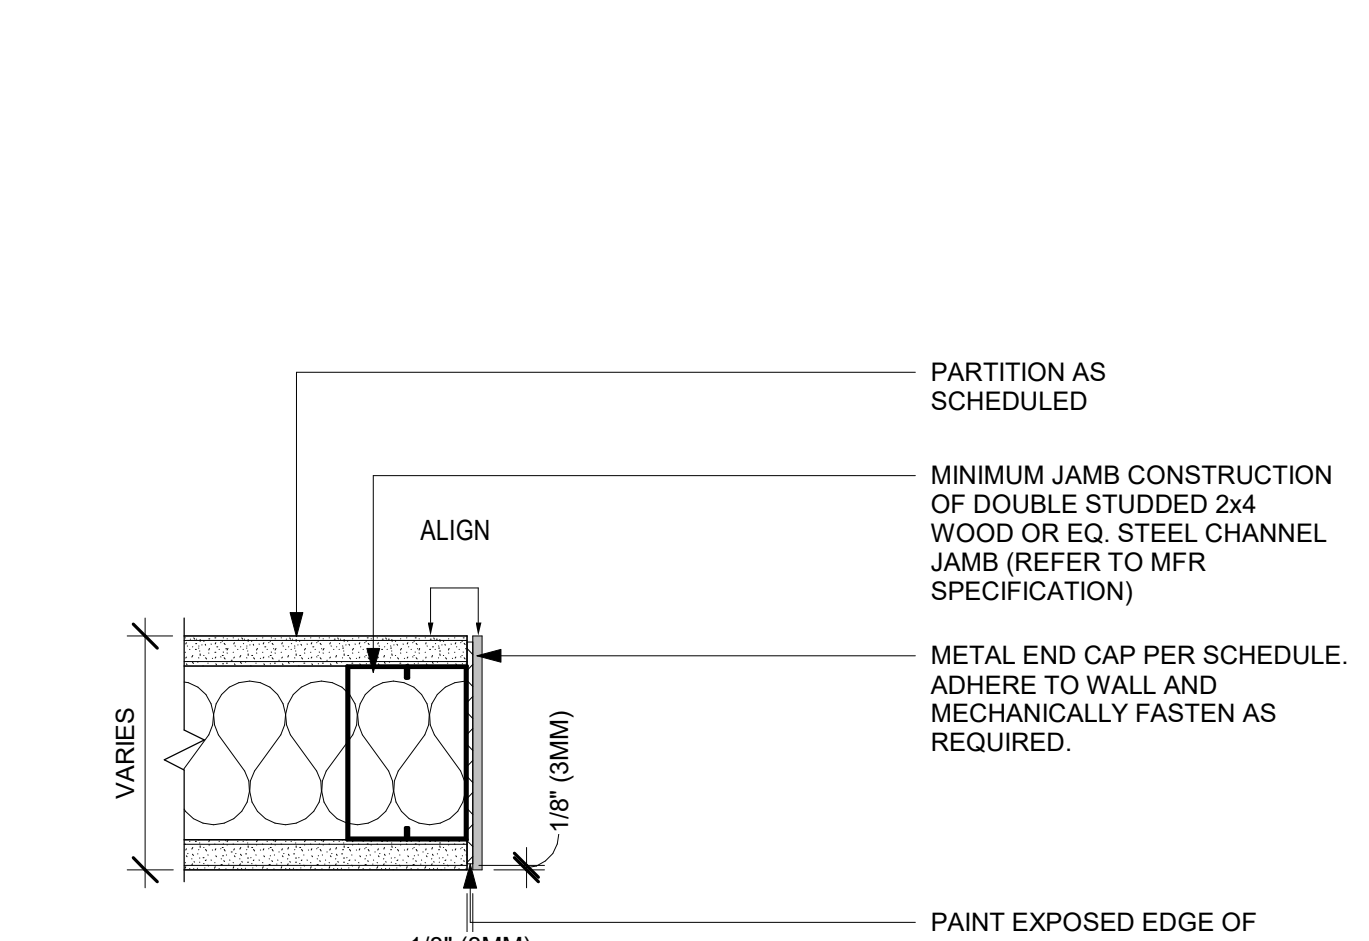 PARTITION AS
SCHEDULED
MINIMUM JAMB CONSTRUCTION
OF DOUBLE STUDDED 2x4
WOOD OR EQ. STEEL CHANNEL
JAMB (REFER TO MFR
SPECIFICATION)
ALIGN
METAL END CAP PER SCHEDULE.
ADHERE TO WALL AND
MECHANICALLY FASTEN AS
REQUIRED.
VARIES
1/8" (3MM)
PAINT EXPOSED EDGE OF